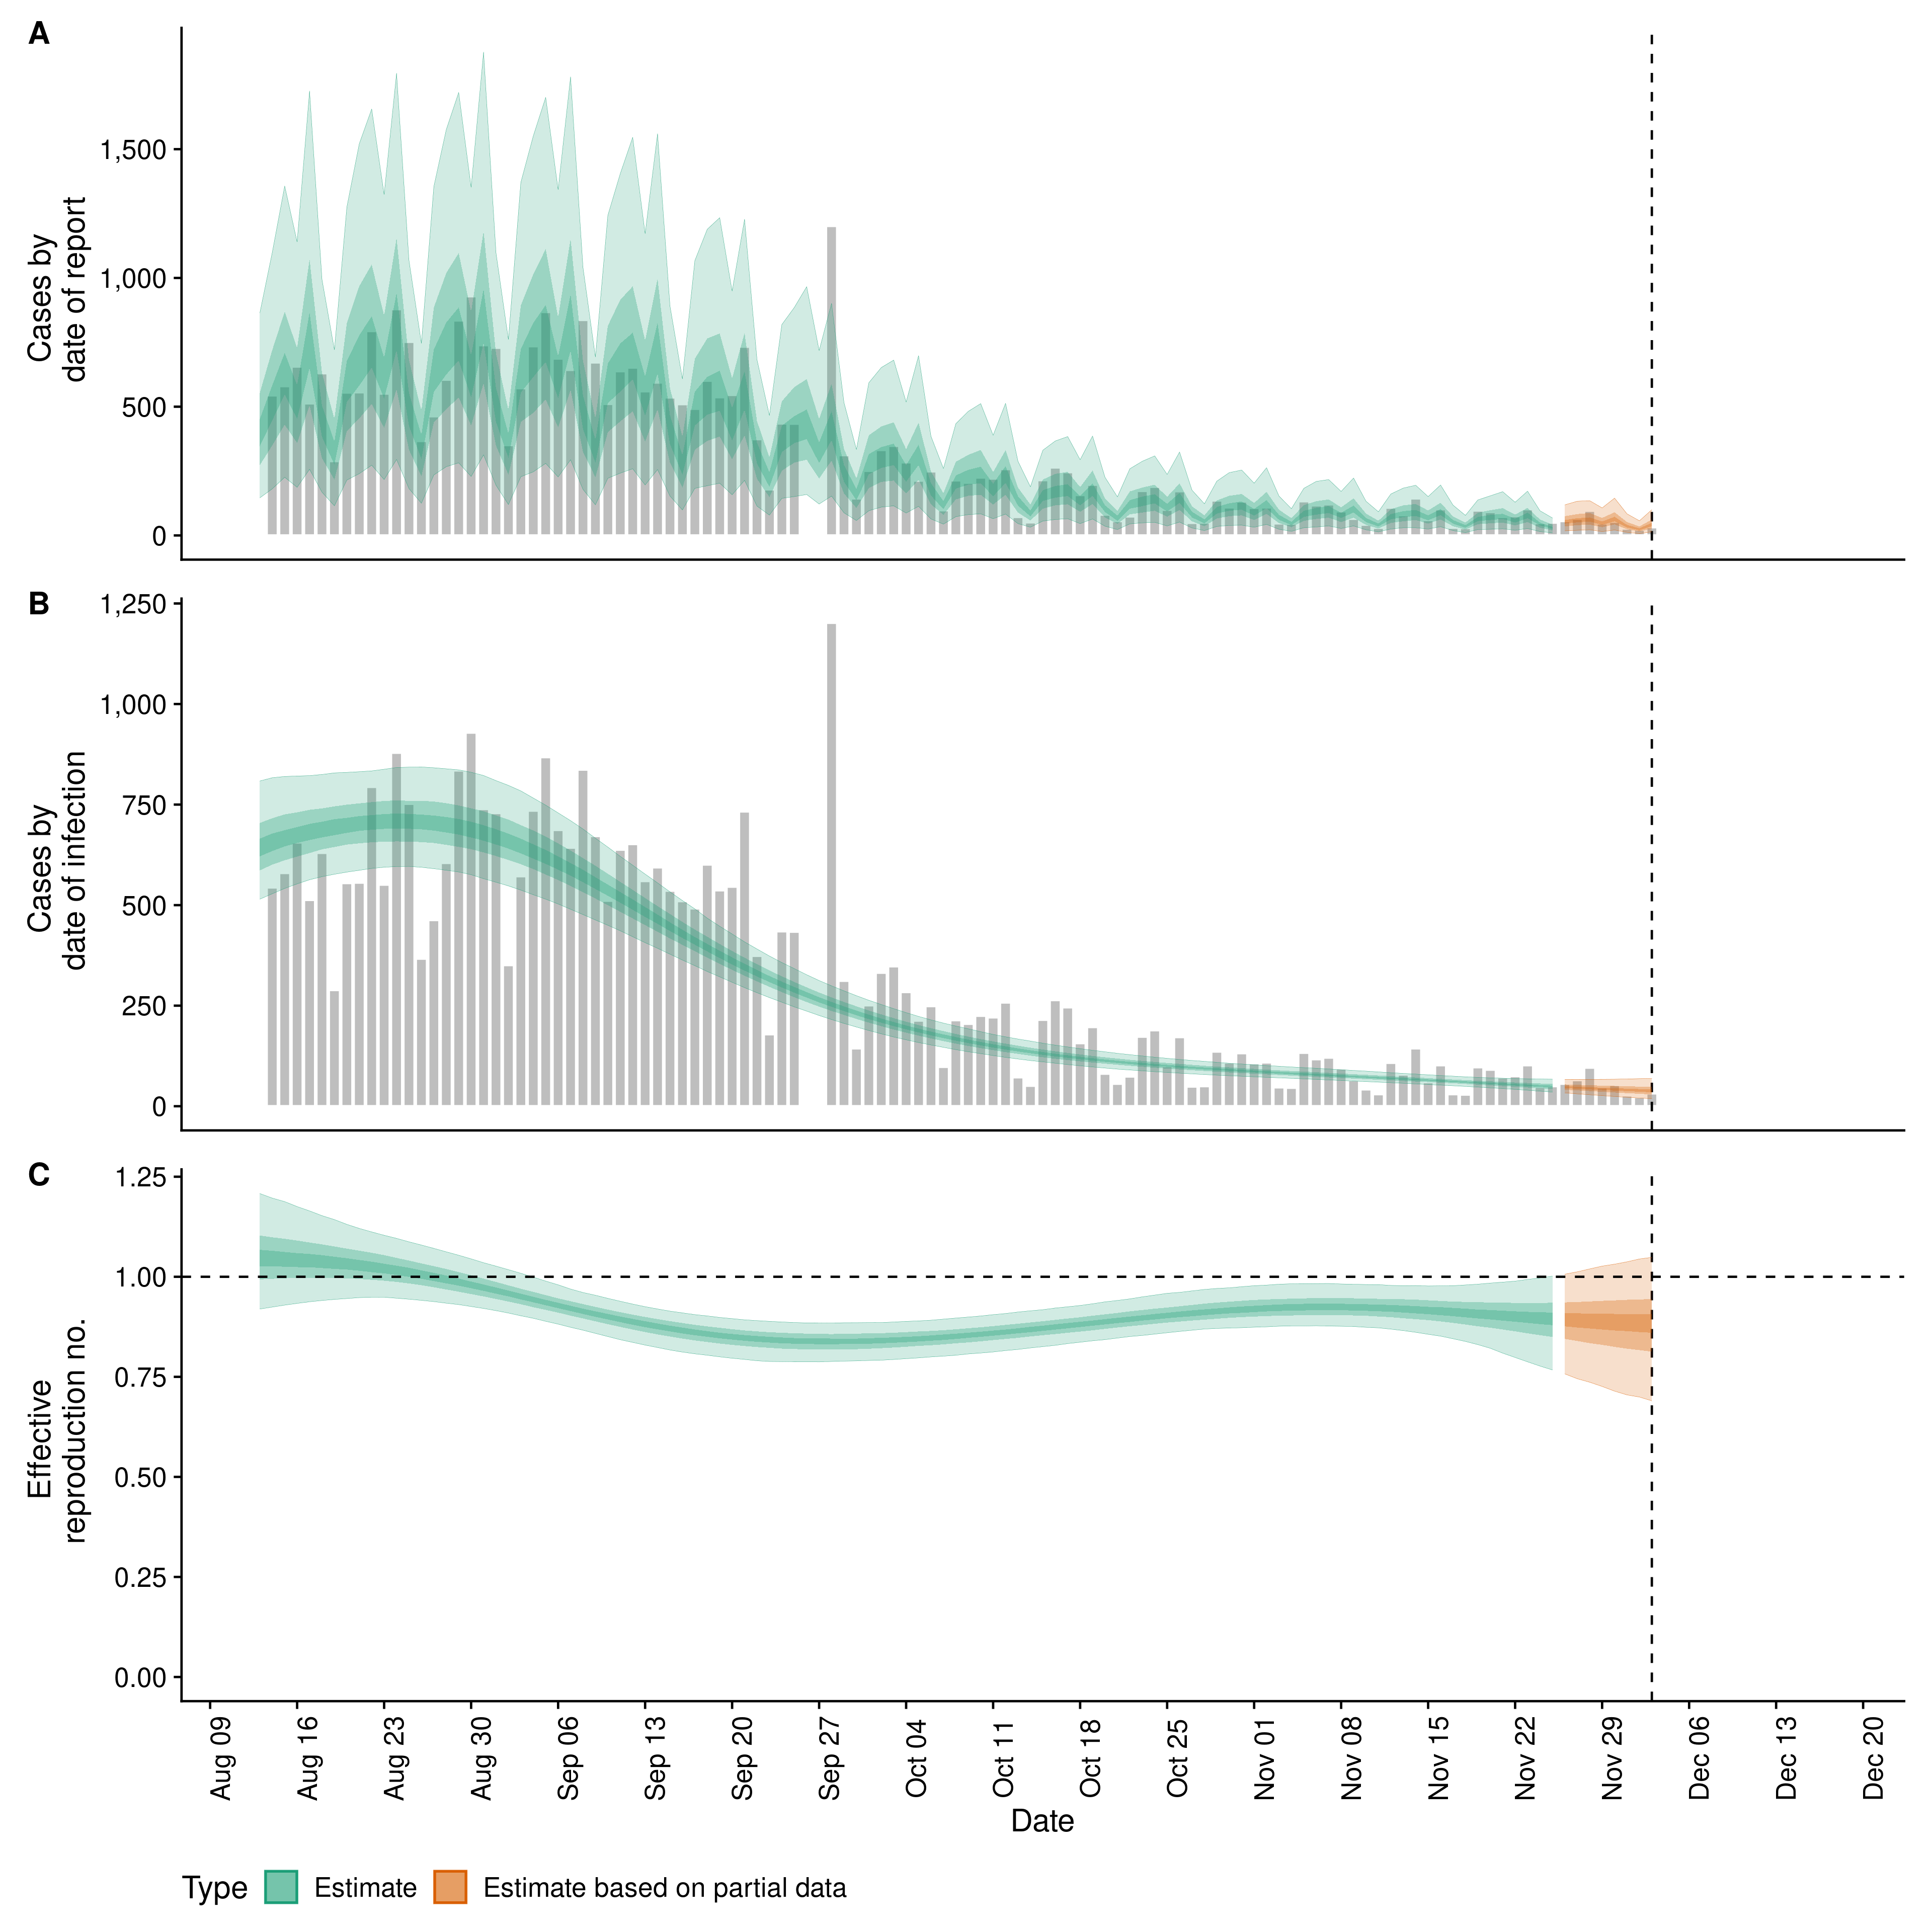 A
Cases by
date of report
1,500
1,000
500
0
B
Cases by
date of infection
1,250
1,000
750
500
250
0
C
Effective
reproduction no.
1.25
1.00
0.75
0.50
0.25
0.00
Aug 09
Aug 16
Aug 23
Aug 30
Sep 06
Sep 13
Sep 20
Sep 27
Oct 04
Oct 11
Oct 18
Oct 25
Nov 01
Nov 08
Nov 15
Nov 22
Nov 29
Dec 06
Dec 13
Dec 20
Date
Type Estimate Estimate based on partial data